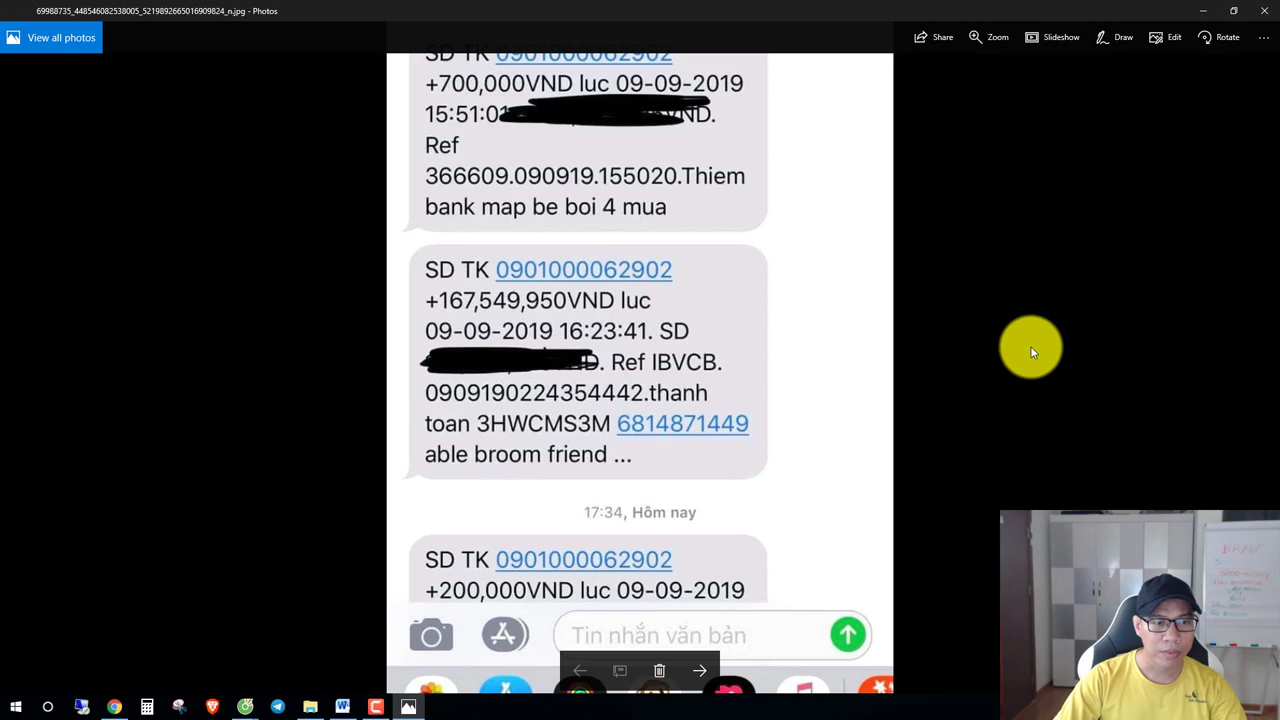 69988735_448546082538005_5219892665016909824_n.jpg - Photos
View all photos
Share
Zoom
Slideshow
Draw
Edit
Rotate
SD TK 0901000062902
+700,000VND luc 09-09-2019
15:51:01 VND.
Ref
366609.090919.155020.Thiem
bank map be boi 4 mua
SD TK 0901000062902
+167,549,950VND luc
09-09-2019 16:23:41. SD
D. Ref IBVCB.
0909190224354442.thanh
toan 3HWCMS3M 6814871449
able broom friend ...
17:34, Hôm nay
SD TK 0901000062902
+200,000VND luc 09-09-2019
Tin nhắn văn bản